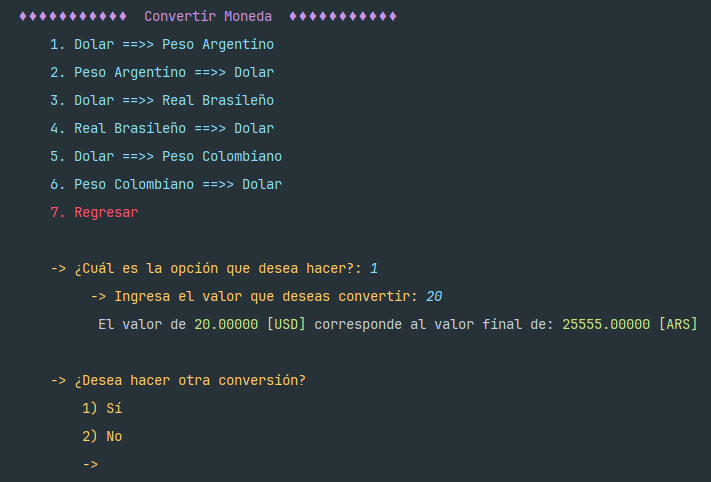 ♦♦♦♦♦♦♦♦♦♦♦ Convertir Moneda ♦♦♦♦♦♦♦♦♦♦♦
1. Dolar ==>> Peso Argentino
2. Peso Argentino ==>> Dolar
3. Dolar ==>> Real Brasileño
4. Real Brasileño ==>> Dolar
5. Dolar ==>> Peso Colombiano
6. Peso Colombiano ==>> Dolar
7. Regresar
-> ¿Cuál es la opción que desea hacer?: 1
-> Ingresa el valor que deseas convertir: 20
El valor de 20.00000 [USD] corresponde al valor final de: 25555.00000 [ARS]
-> ¿Desea hacer otra conversión?
1) Sí
2) No
->